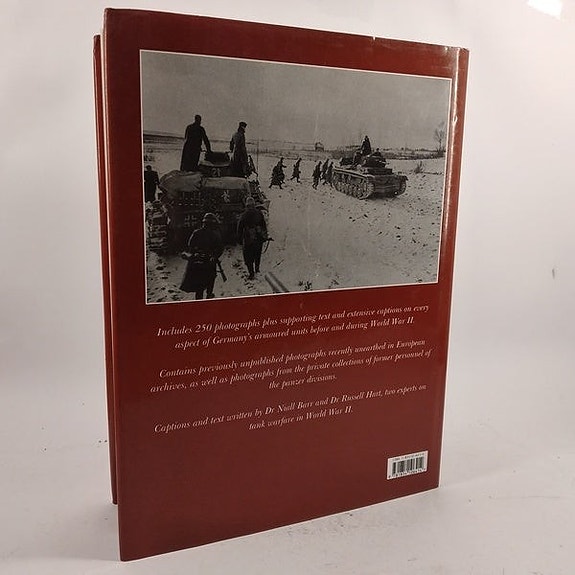 21
Includes 250 photographs plus supporting text and extensive captions on every
aspect of Germany's armoured units before and during World War II.
Contains previously unpublished photographs recently unearthed in European
archives, as well as photographs from the private collections of former personnel of
the panzer divisions.
Captions and text written by Dr Niall Barr and Dr Russell Hart, two experts on
tank warfare in World War II.